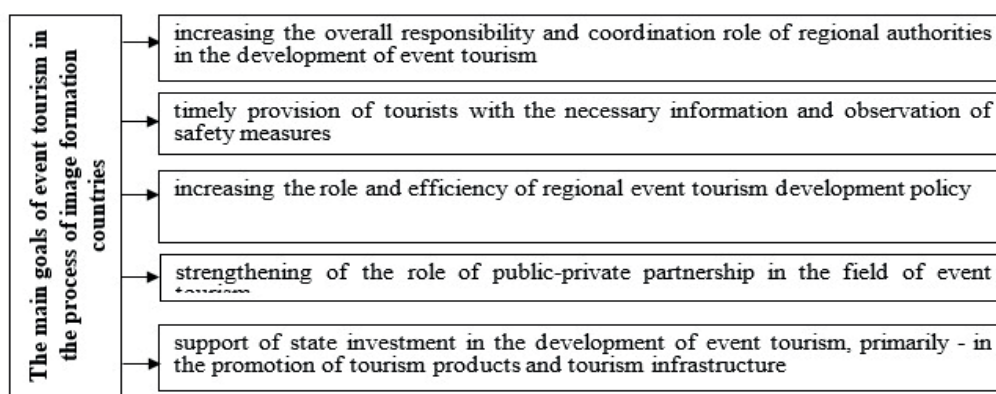 The main goals of event tourism in
the process of image formation
countries
increasing the overall responsibility and coordination role of regional authorities
in the development of event tourism
timely provision of tourists with the necessary information and observation of
safety measures
increasing the role and efficiency of regional event tourism development policy
strengthening of the role of public-private partnership in the field of event
tourism
support of state investment in the development of event tourism, primarily - in
the promotion of tourism products and tourism infrastructure